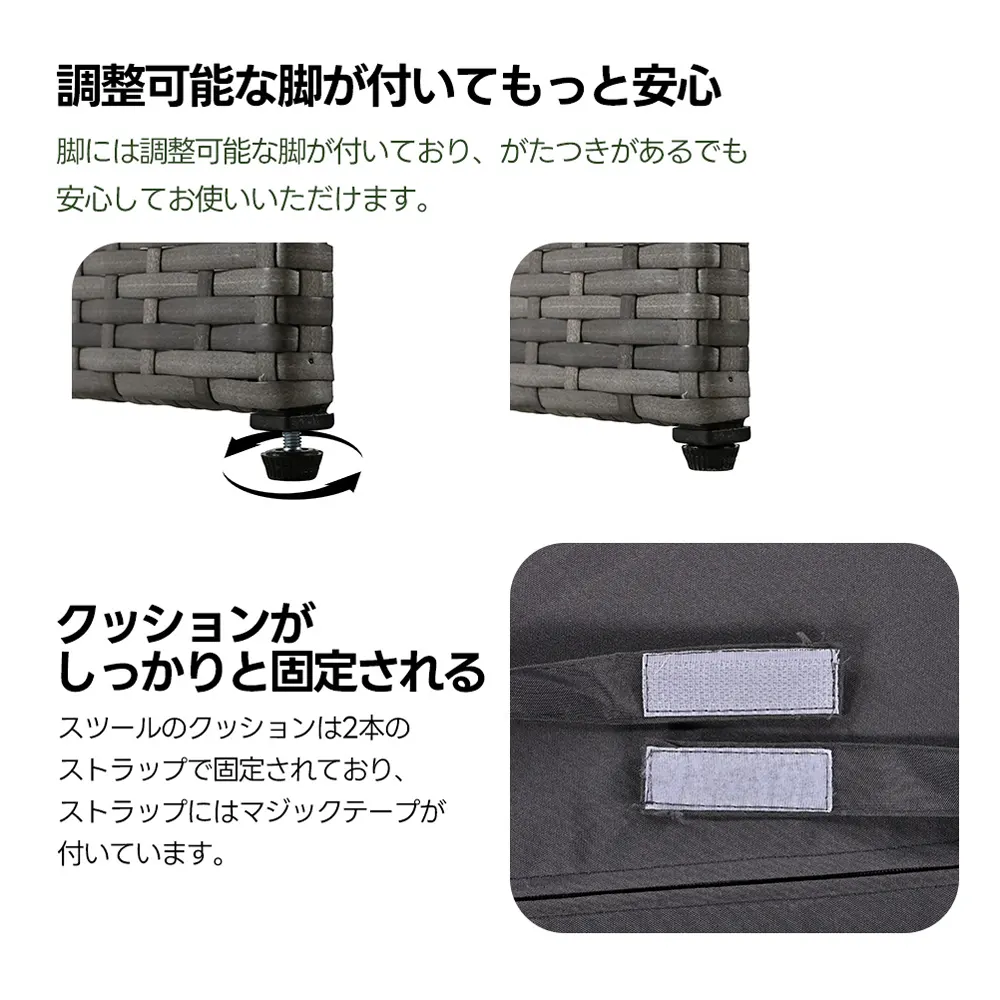 調整可能な脚が付いてもっと安心
脚には調整可能な脚が付いており、がたつきがあるでも
安心してお使いいただけます。
クッションが
しっかりと固定される
スツールのクッションは2本の
ストラップで固定されており、
ストラップにはマジックテープが
付いています。